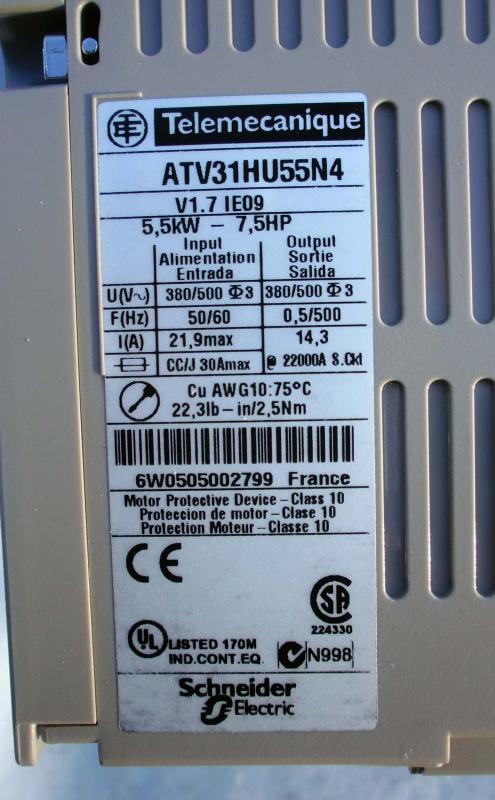 Telemecanique
ATV31HU55N4
V1.7 IE09
5,5kW – 7,5HP
Input Output
Alimentation Sortie
Entrada Salida
U(V~) 380/500 Φ3 380/500 Φ3
F(Hz) 50/60 0,5/500
I(A) 21,9max 14,3
CC/J 30Amax @ 22000A S.Ckt
Cu AWG10:75°C
22,3lb–in/2,5Nm
6W0505002799 France
Motor Protective Device – Class 10
Proteccion de motor – Clase 10
Protection Moteur – Classe 10
CE
SA
224330
UL LISTED 170M
IND.CONT.EQ. N998
Schneider
Electric